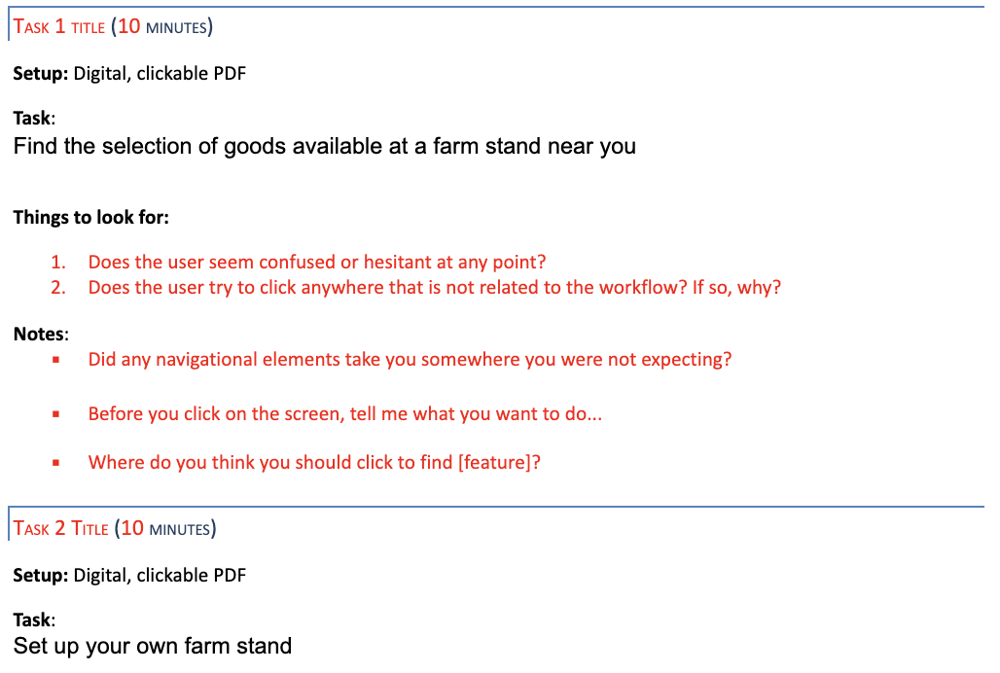 Task 1 title (10 minutes)
Setup: Digital, clickable PDF
Task:
Find the selection of goods available at a farm stand near you
Things to look for:
1. Does the user seem confused or hesitant at any point?
2. Does the user try to click anywhere that is not related to the workflow? If so, why?
Notes:
▪ Did any navigational elements take you somewhere you were not expecting?
▪ Before you click on the screen, tell me what you want to do...
▪ Where do you think you should click to find [feature]?
Task 2 Title (10 minutes)
Setup: Digital, clickable PDF
Task:
Set up your own farm stand